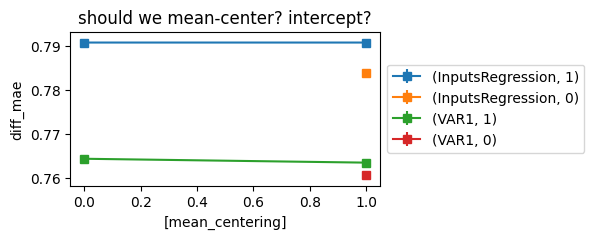 should we mean-center? intercept?
diff_mae
0.79
0.78
0.77
0.76
0.0 0.2 0.4 0.6 0.8 1.0
[mean_centering]
(InputsRegression, 1)
(InputsRegression, 0)
(VAR1, 1)
(VAR1, 0)